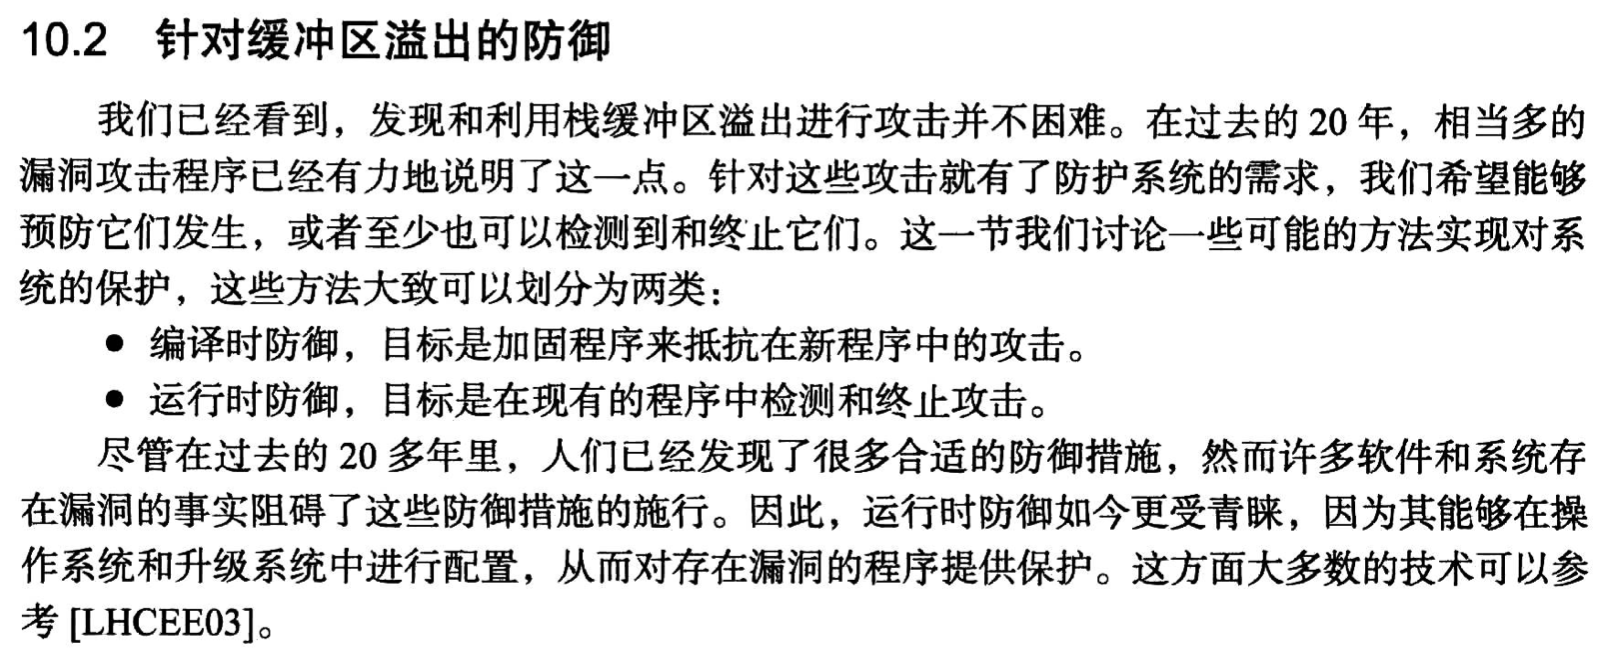 10.2 针对缓冲区溢出的防御
我们已经看到，发现和利用栈缓冲区溢出进行攻击并不困难。在过去的 20 年，相当多的
漏洞攻击程序已经有力地说明了这一点。针对这些攻击就有了防护系统的需求，我们希望能够
预防它们发生，或者至少也可以检测到和终止它们。这一节我们讨论一些可能的方法实现对系
统的保护，这些方法大致可以划分为两类：
● 编译时防御，目标是加固程序来抵抗在新程序中的攻击。
● 运行时防御，目标是在现有的程序中检测和终止攻击。
尽管在过去的 20 多年里，人们已经发现了很多合适的防御措施，然而许多软件和系统存
在漏洞的事实阻碍了这些防御措施的施行。因此，运行时防御如今更受青睐，因为其能够在操
作系统和升级系统中进行配置，从而对存在漏洞的程序提供保护。这方面大多数的技术可以参
考 [LHCEE03]。